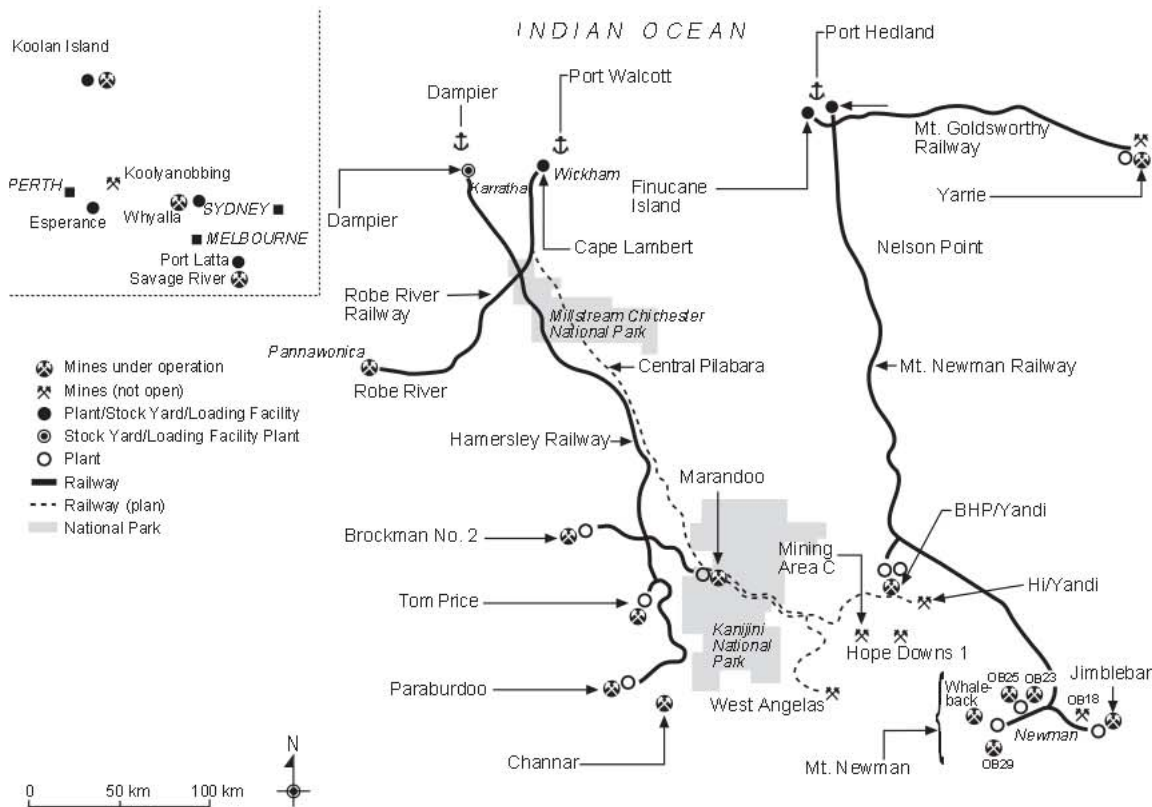 INDIAN OCEAN
Koolan Island
Koolyanobbing
PERTH
Esperance
Whyalla
SYDNEY
MELBOURNE
Port Latta
Savage River
Port Hedland
Port Walcott
Dampier
Karratha
Wickham
Dampier
Cape Lambert
Finucane
Island
Mt. Goldsworthy
Railway
Yarrie
Nelson Point
Robe River
Railway
Millstream Chichester
National Park
Pannawonica
Robe River
Central Pilabara
Mt. Newman Railway
Hamersley Railway
Mines under operation
Mines (not open)
Plant/Stock Yard/Loading Facility
Stock Yard/Loading Facility Plant
Plant
Railway
Railway (plan)
National Park
Marandoo
Brockman No. 2
Mining
Area C
BHP/Yandi
Hi/Yandi
Tom Price
Kanijini
National
Park
Hope Downs 1
Paraburdoo
West Angelas
Channar
Whale-
back
OB25
OB23
Jimblebar
OB18
Newman
OB29
Mt. Newman
N
0
50 km
100 km